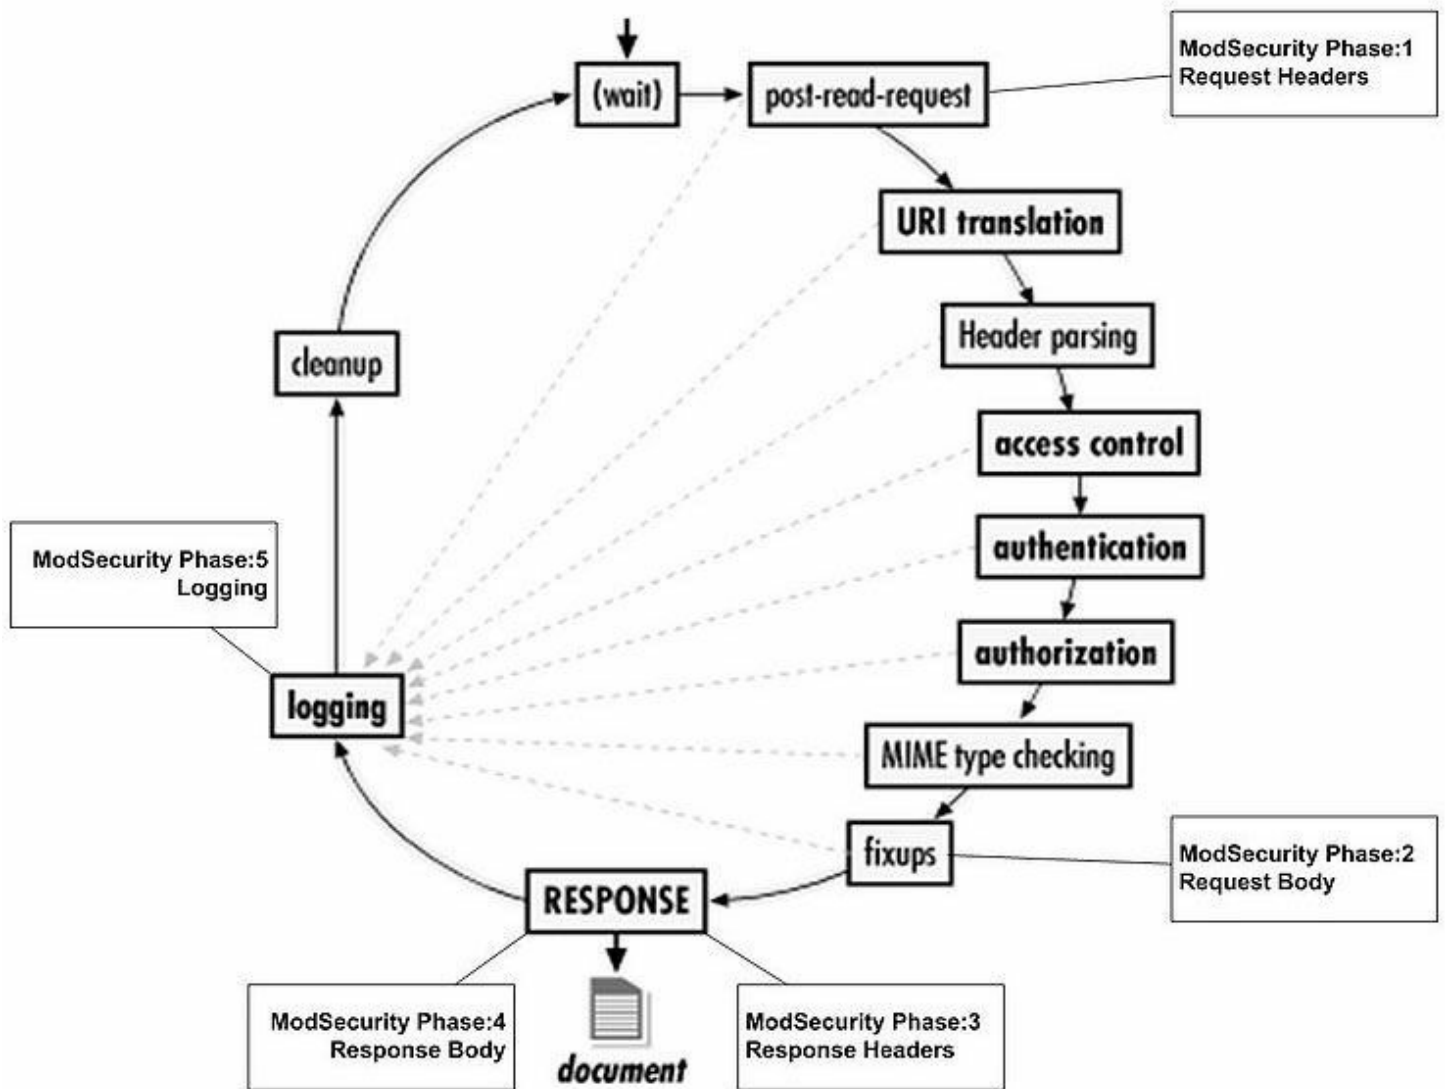 ModSecurity Phase:1
Request Headers
(wait)
post-read-request
URI translation
Header parsing
cleanup
access control
ModSecurity Phase:5
Logging
authentication
authorization
logging
MIME type checking
fixups
ModSecurity Phase:2
Request Body
RESPONSE
ModSecurity Phase:4
Response Body
ModSecurity Phase:3
Response Headers
document